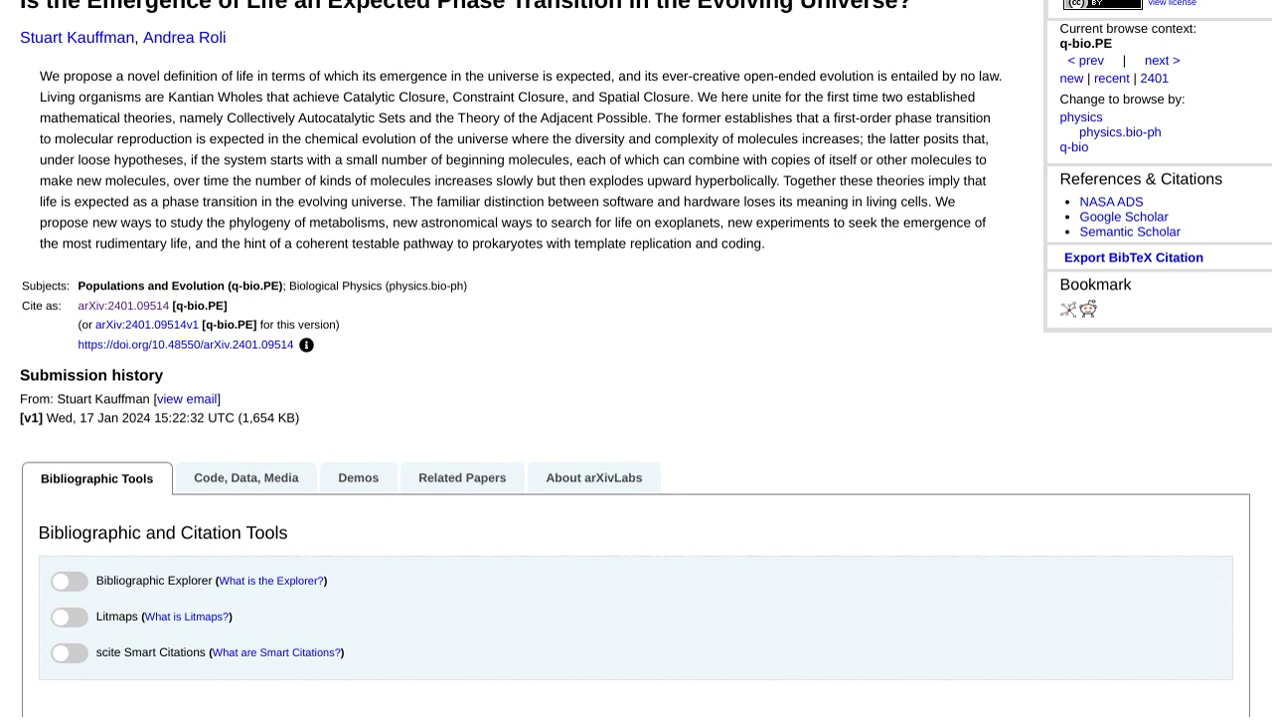 Is the Emergence of Life an Expected Phase Transition in the Evolving Universe?
Stuart Kauffman, Andrea Roli
We propose a novel definition of life in terms of which its emergence in the universe is expected, and its ever-creative open-ended evolution is entailed by no law.
Living organisms are Kantian Wholes that achieve Catalytic Closure, Constraint Closure, and Spatial Closure. We here unite for the first time two established
mathematical theories, namely Collectively Autocatalytic Sets and the Theory of the Adjacent Possible. The former establishes that a first-order phase transition
to molecular reproduction is expected in the chemical evolution of the universe where the diversity and complexity of molecules increases; the latter posits that,
under loose hypotheses, if the system starts with a small number of beginning molecules, each of which can combine with copies of itself or other molecules to
make new molecules, over time the number of kinds of molecules increases slowly but then explodes upward hyperbolically. Together these theories imply that
life is expected as a phase transition in the evolving universe. The familiar distinction between software and hardware loses its meaning in living cells. We
propose new ways to study the phylogeny of metabolisms, new astronomical ways to search for life on exoplanets, new experiments to seek the emergence of
the most rudimentary life, and the hint of a coherent testable pathway to prokaryotes with template replication and coding.
Subjects: Populations and Evolution (q-bio.PE); Biological Physics (physics.bio-ph)
Cite as: arXiv:2401.09514 [q-bio.PE]
(or arXiv:2401.09514v1 [q-bio.PE] for this version)
https://doi.org/10.48550/arXiv.2401.09514
Submission history
From: Stuart Kauffman [view email]
[v1] Wed, 17 Jan 2024 15:22:32 UTC (1,654 KB)
Bibliographic Tools
Code, Data, Media
Demos
Related Papers
About arXivLabs
Bibliographic and Citation Tools
Bibliographic Explorer (What is the Explorer?)
Litmaps (What is Litmaps?)
scite Smart Citations (What are Smart Citations?)
(cc) BY view license
Current browse context:
q-bio.PE
< prev | next >
new | recent | 2401
Change to browse by:
physics
physics.bio-ph
q-bio
References & Citations
NASA ADS
Google Scholar
Semantic Scholar
Export BibTeX Citation
Bookmark